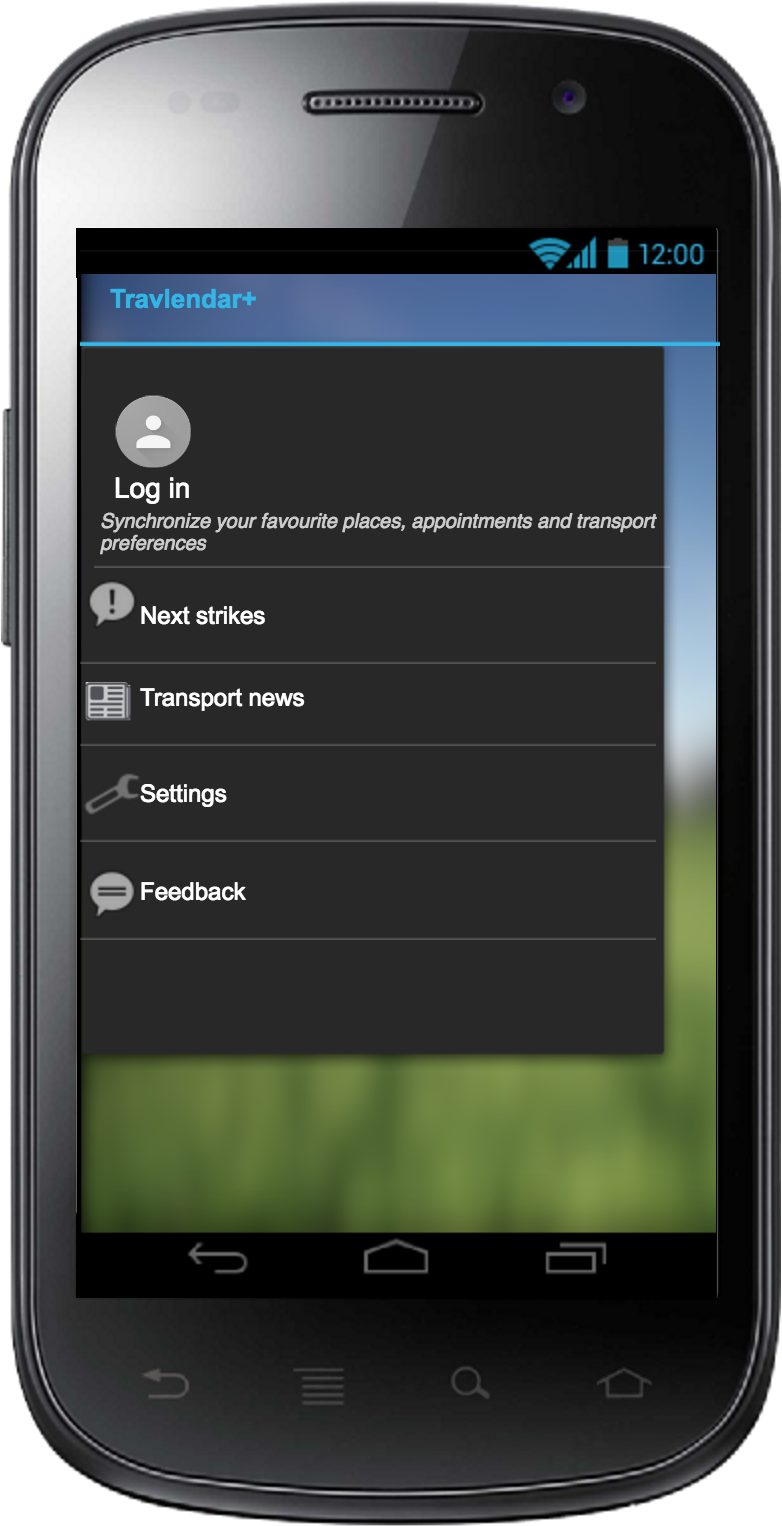 12:00
Travlendar+
Log in
Synchronize your favourite places, appointments and transport
preferences
Next strikes
Transport news
Settings
Feedback